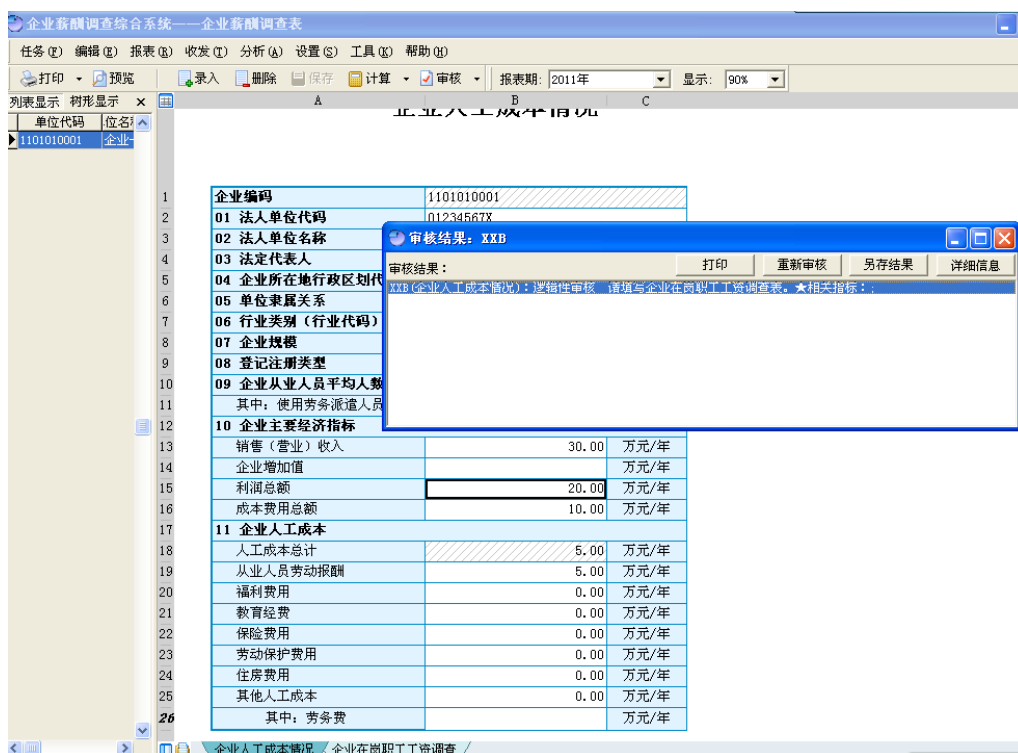 企业薪酬调查综合系统——企业薪酬调查表
任务(F) 编辑(E) 报表(R) 收发(T) 分析(A) 设置(S) 工具(K) 帮助(H)
打印 预览 录入 删除 保存 计算 审核 报表期: 2011年 显示: 90%
列表显示 树形显示 × A B C
单位代码 位名称
1101010001 企业一
企业人工成本情况
1 企业编码 1101010001
2 01 法人单位代码 01234567X
3 02 法人单位名称
4 03 法定代表人
5 04 企业所在地行政区划代
6 05 单位隶属关系
7 06 行业类别(行业代码)
8 07 企业规模
9 08 登记注册类型
10 09 企业从业人员平均人数
11 其中: 使用劳务派遣人员
审核结果: XXB
审核结果: 打印 重新审核 另存结果 详细信息
XXB(企业人工成本情况): 逻辑性审核 请填写企业在岗职工工资调查表。★相关指标:;
12 10 企业主要经济指标
13 销售(营业)收入 30.00 万元/年
14 企业增加值 万元/年
15 利润总额 20.00 万元/年
16 成本费用总额 10.00 万元/年
17 11 企业人工成本
18 人工成本总计 5.00 万元/年
19 从业人员劳动报酬 5.00 万元/年
20 福利费用 0.00 万元/年
21 教育经费 0.00 万元/年
22 保险费用 0.00 万元/年
23 劳动保护费用 0.00 万元/年
24 住房费用 0.00 万元/年
25 其他人工成本 0.00 万元/年
26 其中: 劳务费 万元/年
企业人工成本情况 企业在岗职工工资调查